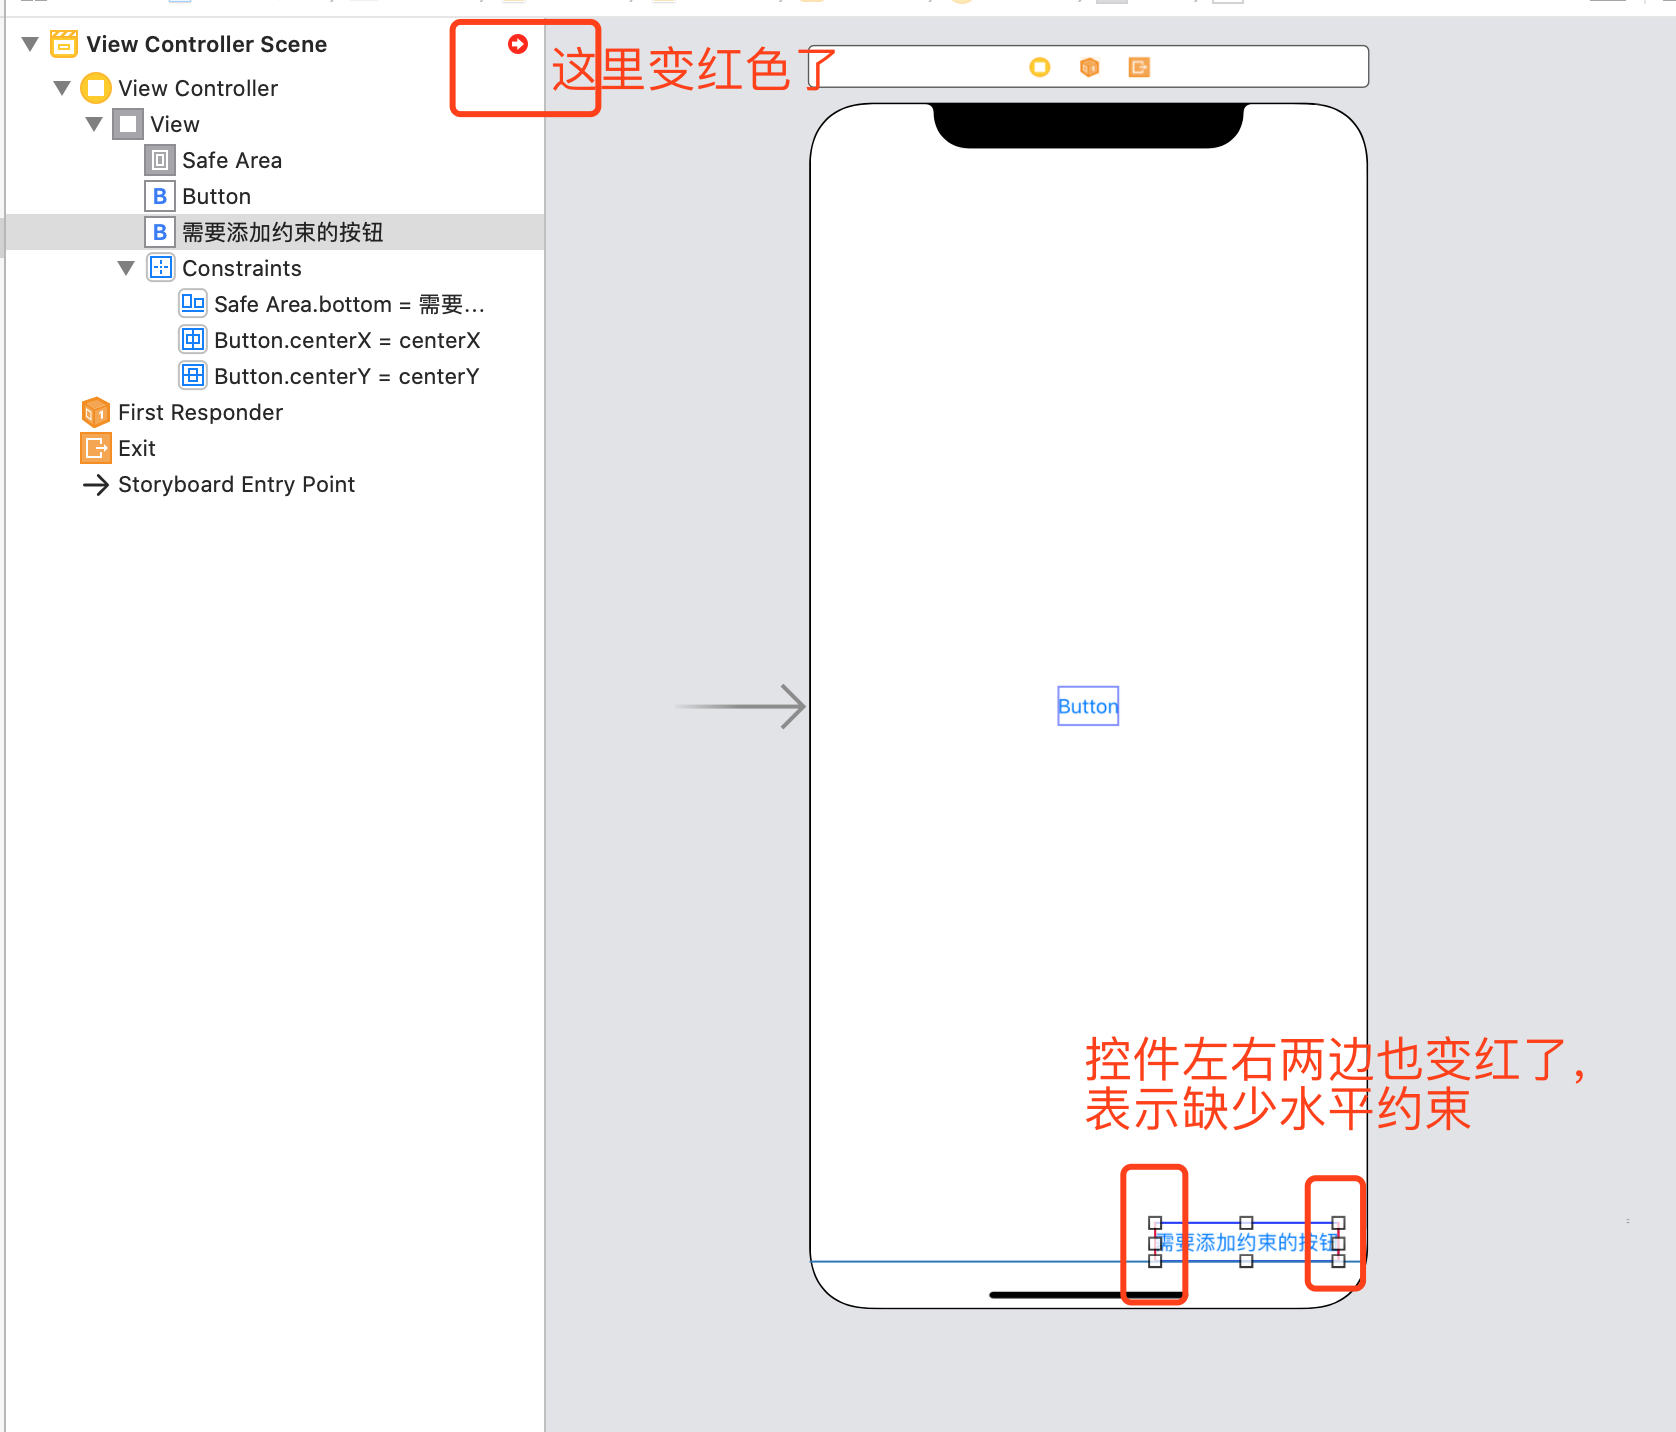 View Controller Scene
这里变红色了
View Controller
View
Safe Area
Button
需要添加约束的按钮
Constraints
Safe Area.bottom = 需要...
Button.centerX = centerX
Button.centerY = centerY
First Responder
Exit
Storyboard Entry Point
Button
控件左右两边也变红了，
表示缺少水平约束
需要添加约束的按钮